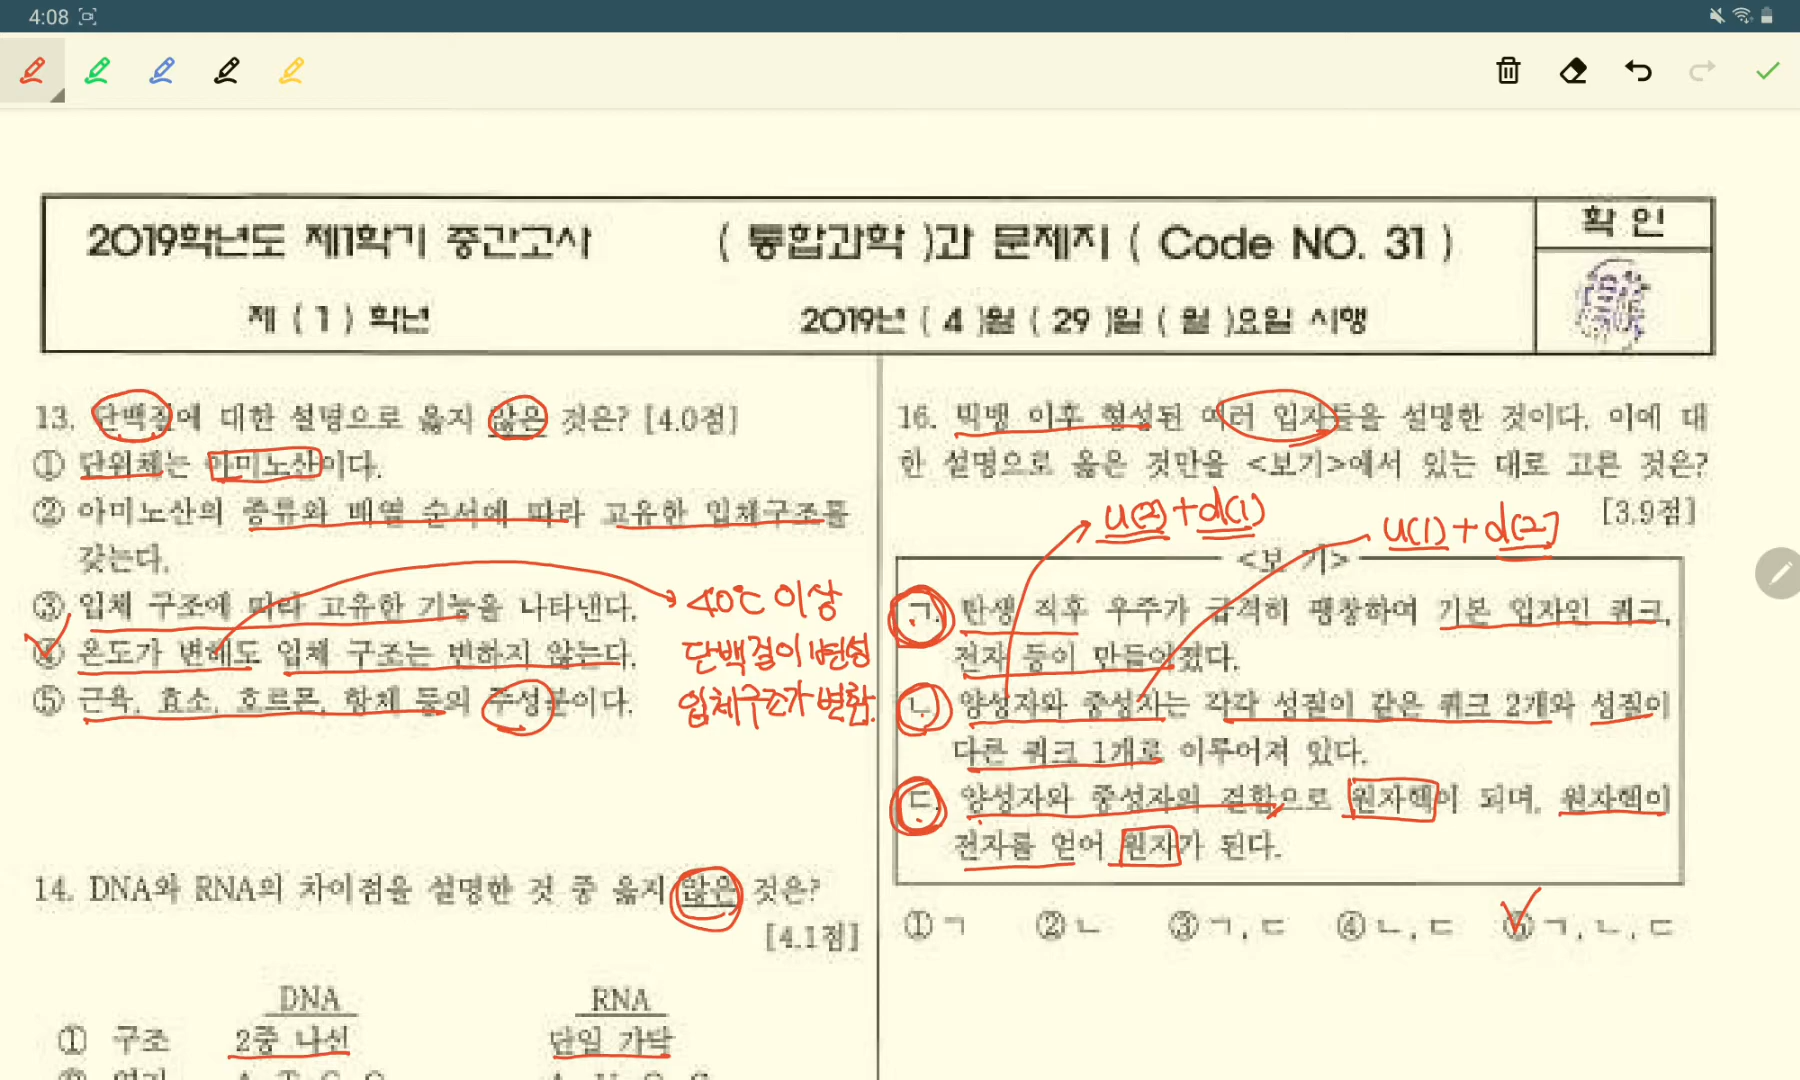 4:08
2019학년도 제1학기 중간고사 ( 통합과학 )과 문제지 ( Code NO. 31 )
확 인
제 ( 1 ) 학년 2019년 ( 4 )월 ( 29 )일 ( 월 )요일 시행
13. 단백질에 대한 설명으로 옳지 않은 것은? [4.0점]
① 단위체는 아미노산이다.
② 아미노산의 종류와 배열 순서에 따라 고유한 입체구조를
갖는다.
③ 입체 구조에 따라 고유한 기능을 나타낸다.
④ 온도가 변해도 입체 구조는 변하지 않는다.
⑤ 근육, 효소, 호르몬, 항체 등의 주성분이다.
40℃ 이상
단백질이 변성
입체구조가 변함.
14. DNA와 RNA의 차이점을 설명한 것 중 옳지 않은 것은?
[4.1점]
DNA RNA
① 구조 2중 나선 단일 가닥
16. 빅뱅 이후 형성된 여러 입자들을 설명한 것이다. 이에 대
한 설명으로 옳은 것만을 <보기>에서 있는 대로 고른 것은?
[3.9점]
u(2)+d(1)
u(1)+d(2)
<보 기>
ㄱ. 탄생 직후 우주가 급격히 팽창하여 기본 입자인 쿼크,
전자 등이 만들어졌다.
ㄴ. 양성자와 중성자는 각각 성질이 같은 쿼크 2개와 성질이
다른 쿼크 1개로 이루어져 있다.
ㄷ. 양성자와 중성자의 결합으로 원자핵이 되며, 원자핵이
전자를 얻어 원자가 된다.
① ㄱ ② ㄴ ③ ㄱ, ㄷ ④ ㄴ, ㄷ ⑤ ㄱ, ㄴ, ㄷ